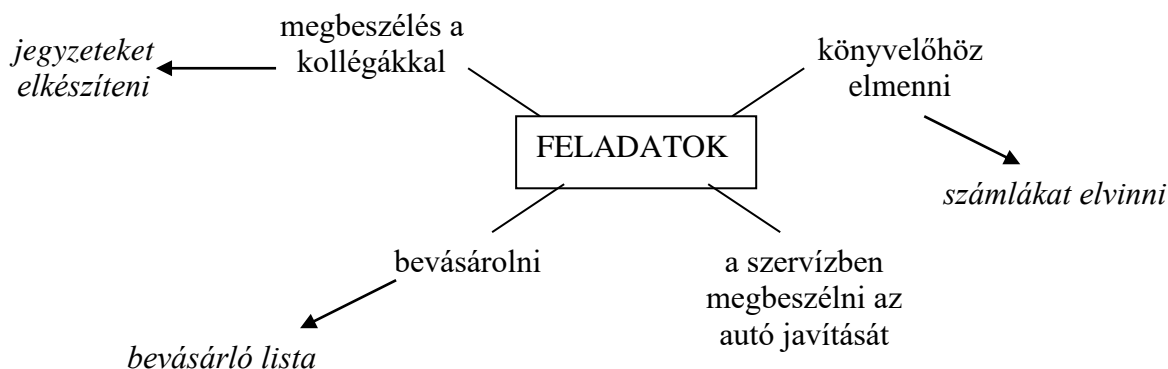 megbeszélés a
kollégákkal
jegyzeteket
elkészíteni
könyvelőhöz
elmenni
FELADATOK
számlákat elvinni
bevásárolni
a szervízben
megbeszélni az
autó javítását
bevásárló lista